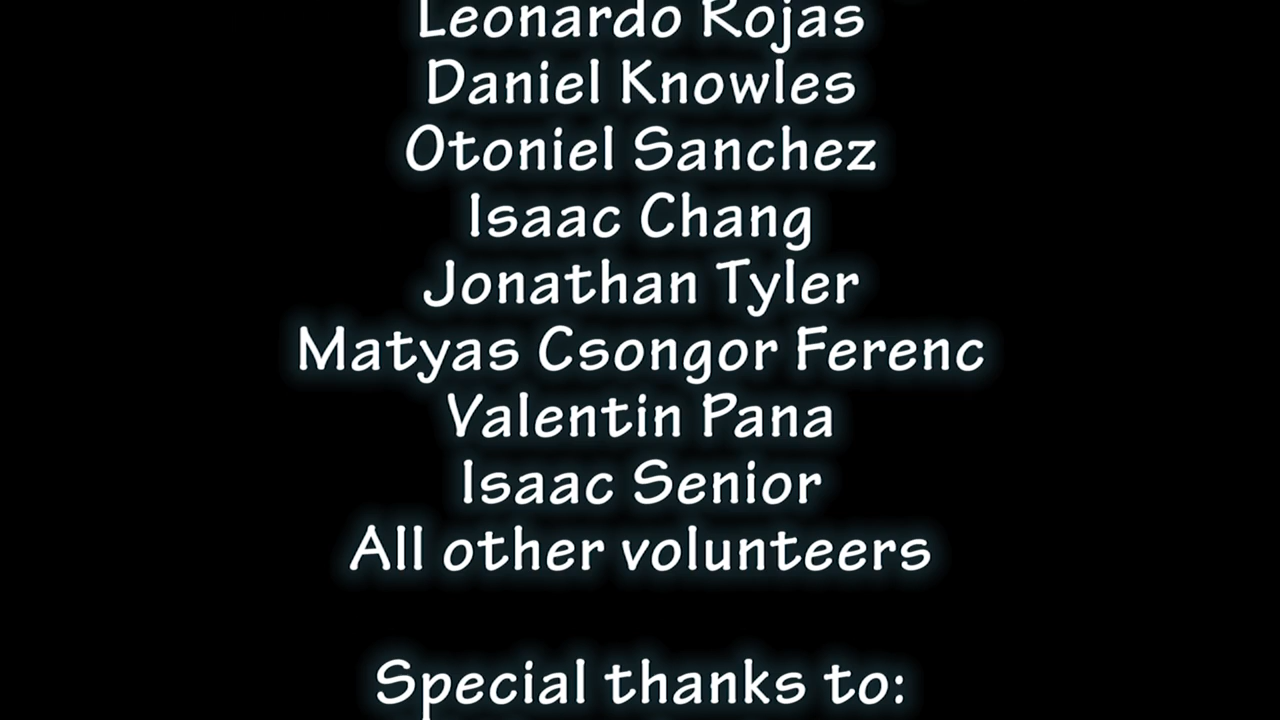 Leonardo Rojas
Daniel Knowles
Otoniel Sanchez
Isaac Chang
Jonathan Tyler
Matyas Csongor Ferenc
Valentin Pana
Isaac Senior
All other volunteers
Special thanks to: